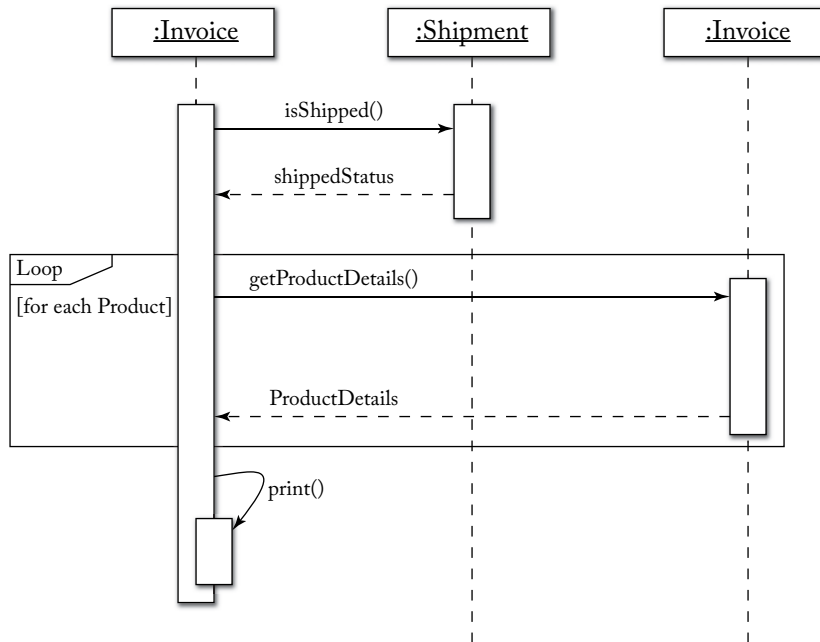 :Invoice
:Shipment
:Invoice
isShipped()
shippedStatus
Loop
getProductDetails()
[for each Product]
ProductDetails
print()